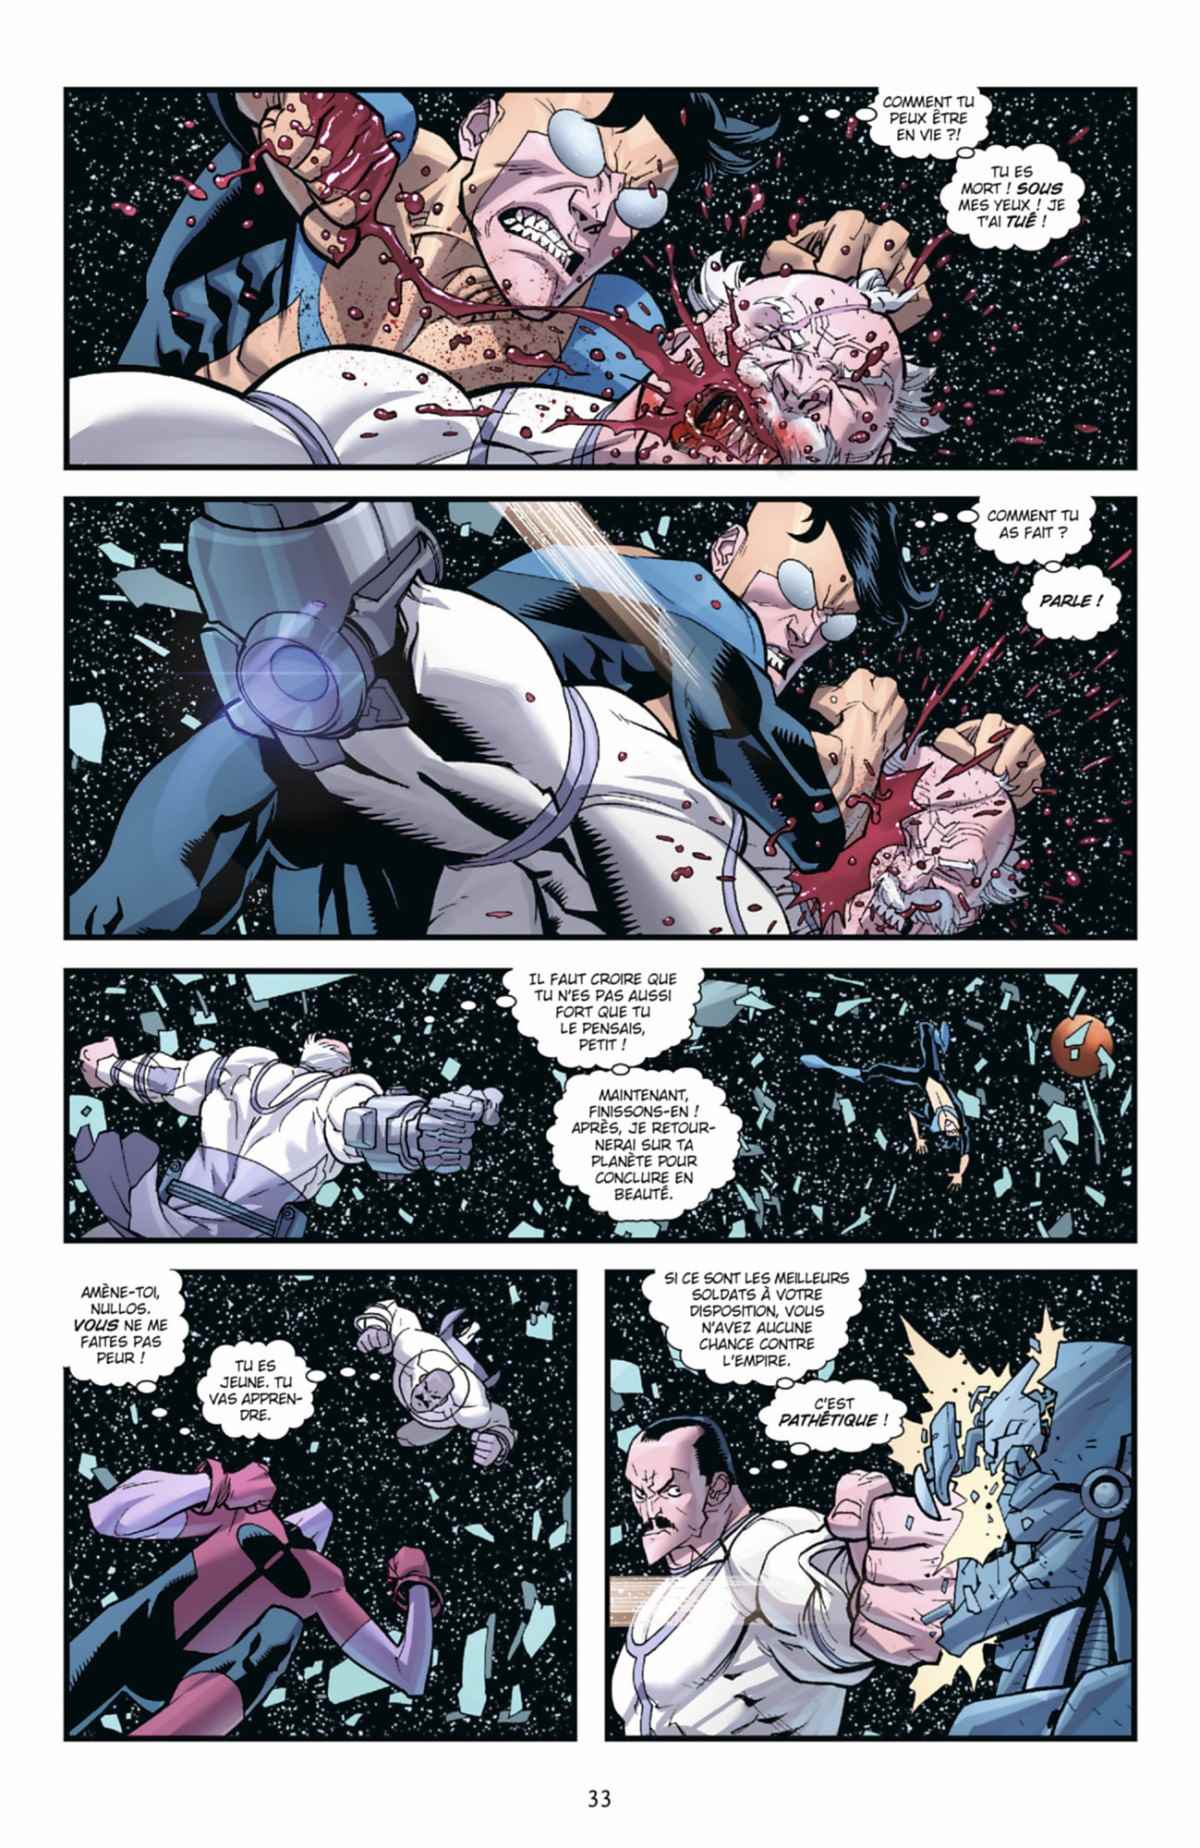 COMMENT TU
PEUX ÊTRE
EN VIE ?!
TU ES
MORT ! SOUS
MES YEUX ! JE
T'AI TUÉ !
COMMENT TU
AS FAIT ?
PARLE !
IL FAUT CROIRE QUE
TU N'ES PAS AUSSI
FORT QUE TU
LE PENSAIS,
PETIT !
MAINTENANT,
FINISSONS-EN !
APRÈS, JE RETOUR-
NERAI SUR TA
PLANÈTE POUR
CONCLURE EN
BEAUTÉ.
AMÈNE-TOI,
NULLOS.
VOUS NE ME
FAITES PAS
PEUR !
TU ES
JEUNE. TU
VAS APPREN-
DRE.
SI CE SONT LES MEILLEURS
SOLDATS À VOTRE
DISPOSITION, VOUS
N'AVEZ AUCUNE
CHANCE CONTRE
L'EMPIRE.
C'EST
PATHÉTIQUE !
33